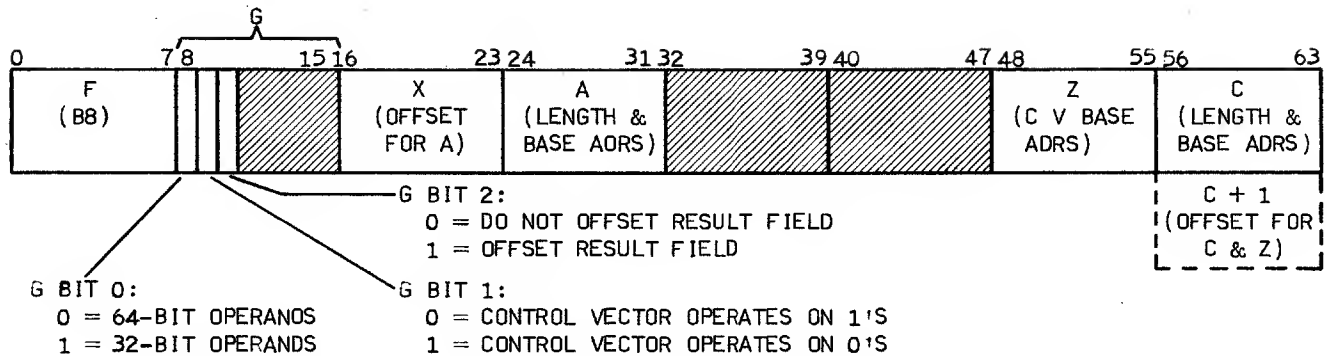 G
0 7 8 15 16 23 24 31 32 39 40 47 48 55 56 63
F
(B8)
X
(OFFSET
FOR A)
A
(LENGTH &
BASE AORS)
Z
(C V BASE
ADRS)
C
(LENGTH &
BASE ADRS)
C + 1
(OFFSET FOR
C & Z)
G BIT 2:
0 = DO NOT OFFSET RESULT FIELD
1 = OFFSET RESULT FIELD
G BIT 0:
0 = 64-BIT OPERANOS
1 = 32-BIT OPERANDS
G BIT 1:
0 = CONTROL VECTOR OPERATES ON 1'S
1 = CONTROL VECTOR OPERATES ON 0'S